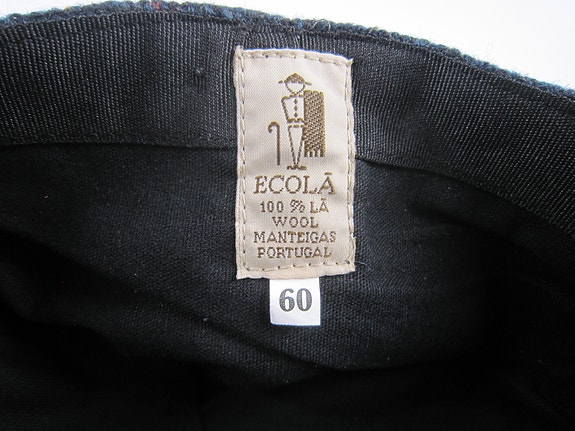 ECOLÃ
100 % LÃ
WOOL
MANTEIGAS
PORTUGAL
60